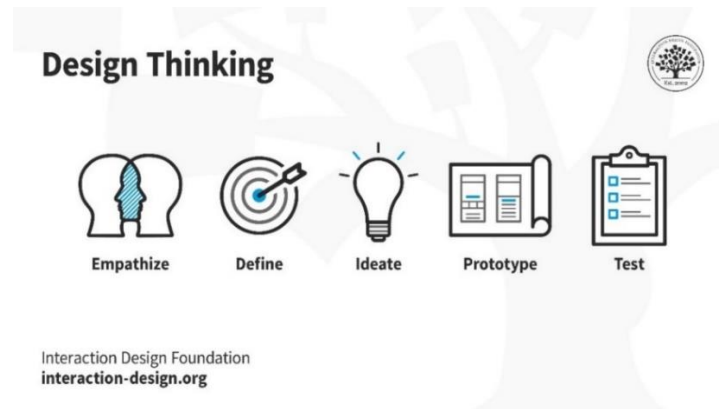 Design Thinking
Empathize
Define
Ideate
Prototype
Test
Interaction Design Foundation
interaction-design.org